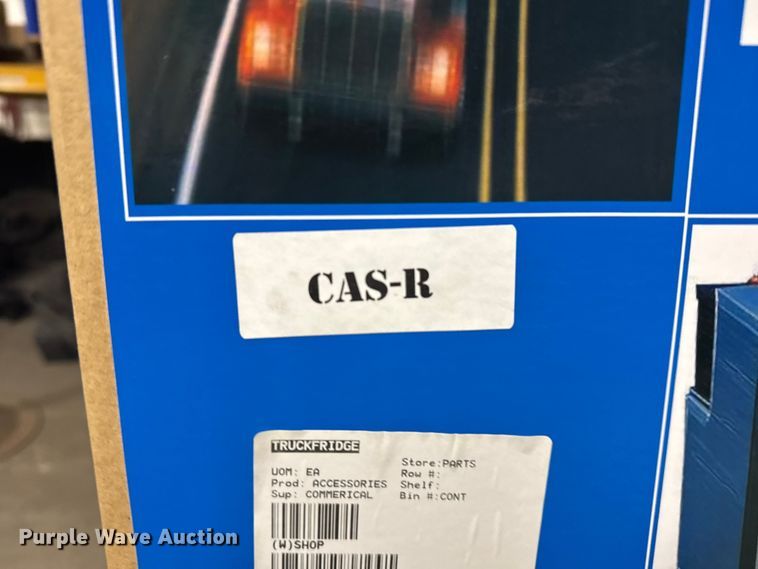 CAS-R
TRUCKFRIDGE
UOM: EA
Prod: ACCESSORIES
Sup: COMMERICAL
Store:PARTS
Row #:
Shelf:
Bin #:CONT
(W)SHOP
Purple Wave Auction